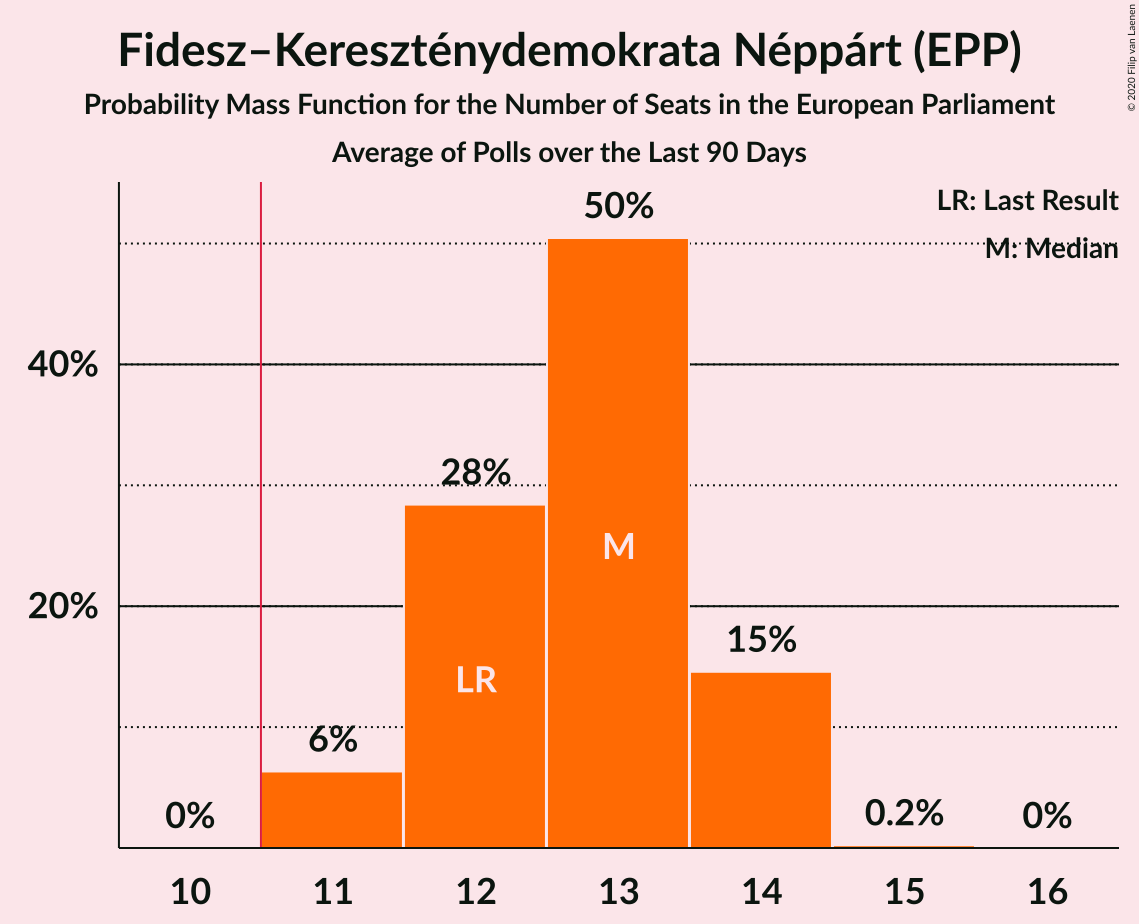 Fidesz–Kereszténydemokrata Néppárt (EPP)
Probability Mass Function for the Number of Seats in the European Parliament
Average of Polls over the Last 90 Days
© 2020 Filip van Laenen
LR: Last Result
M: Median
50%
40%
28%
M
20%
15%
LR
6%
0%
0.2%
0%
10 11 12 13 14 15 16